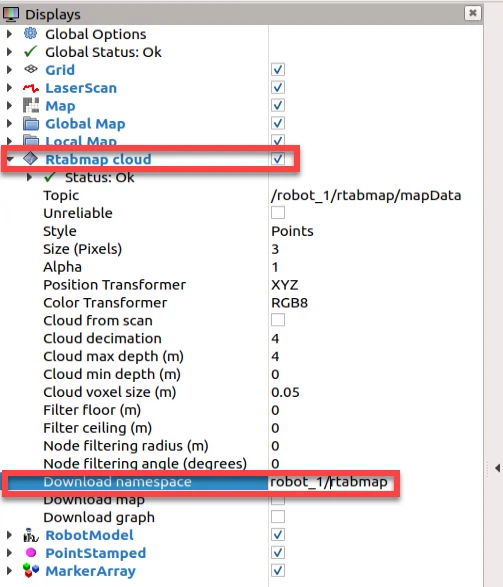 Displays
Global Options
Global Status: Ok
Grid
LaserScan
Map
Global Map
Local Map
Rtabmap cloud
Status: Ok
Topic /robot_1/rtabmap/mapData
Unreliable
Style Points
Size (Pixels) 3
Alpha 1
Position Transformer XYZ
Color Transformer RGB8
Cloud from scan
Cloud decimation 4
Cloud max depth (m) 4
Cloud min depth (m) 0
Cloud voxel size (m) 0.05
Filter floor (m) 0
Filter ceiling (m) 0
Node filtering radius (m) 0
Node filtering angle (degrees) 0
Download namespace robot_1/rtabmap
Download map
Download graph
RobotModel
PointStamped
MarkerArray